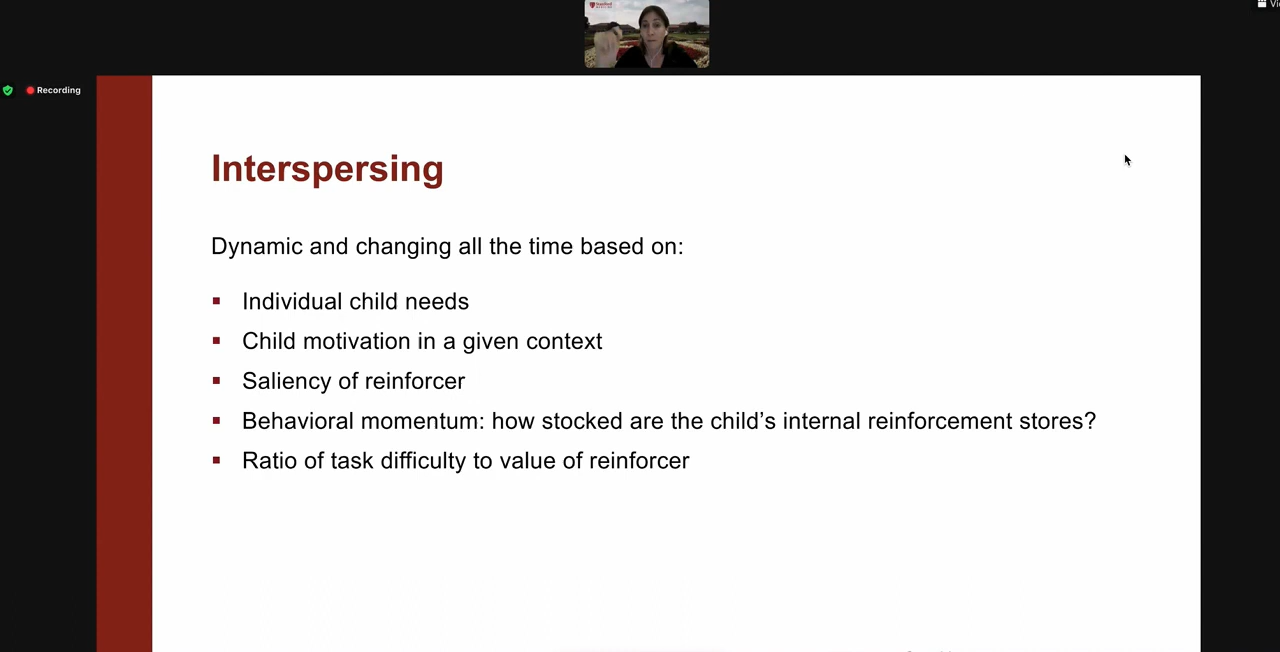 Recording
Interspersing
Dynamic and changing all the time based on:
▪ Individual child needs
▪ Child motivation in a given context
▪ Saliency of reinforcer
▪ Behavioral momentum: how stocked are the child’s internal reinforcement stores?
▪ Ratio of task difficulty to value of reinforcer